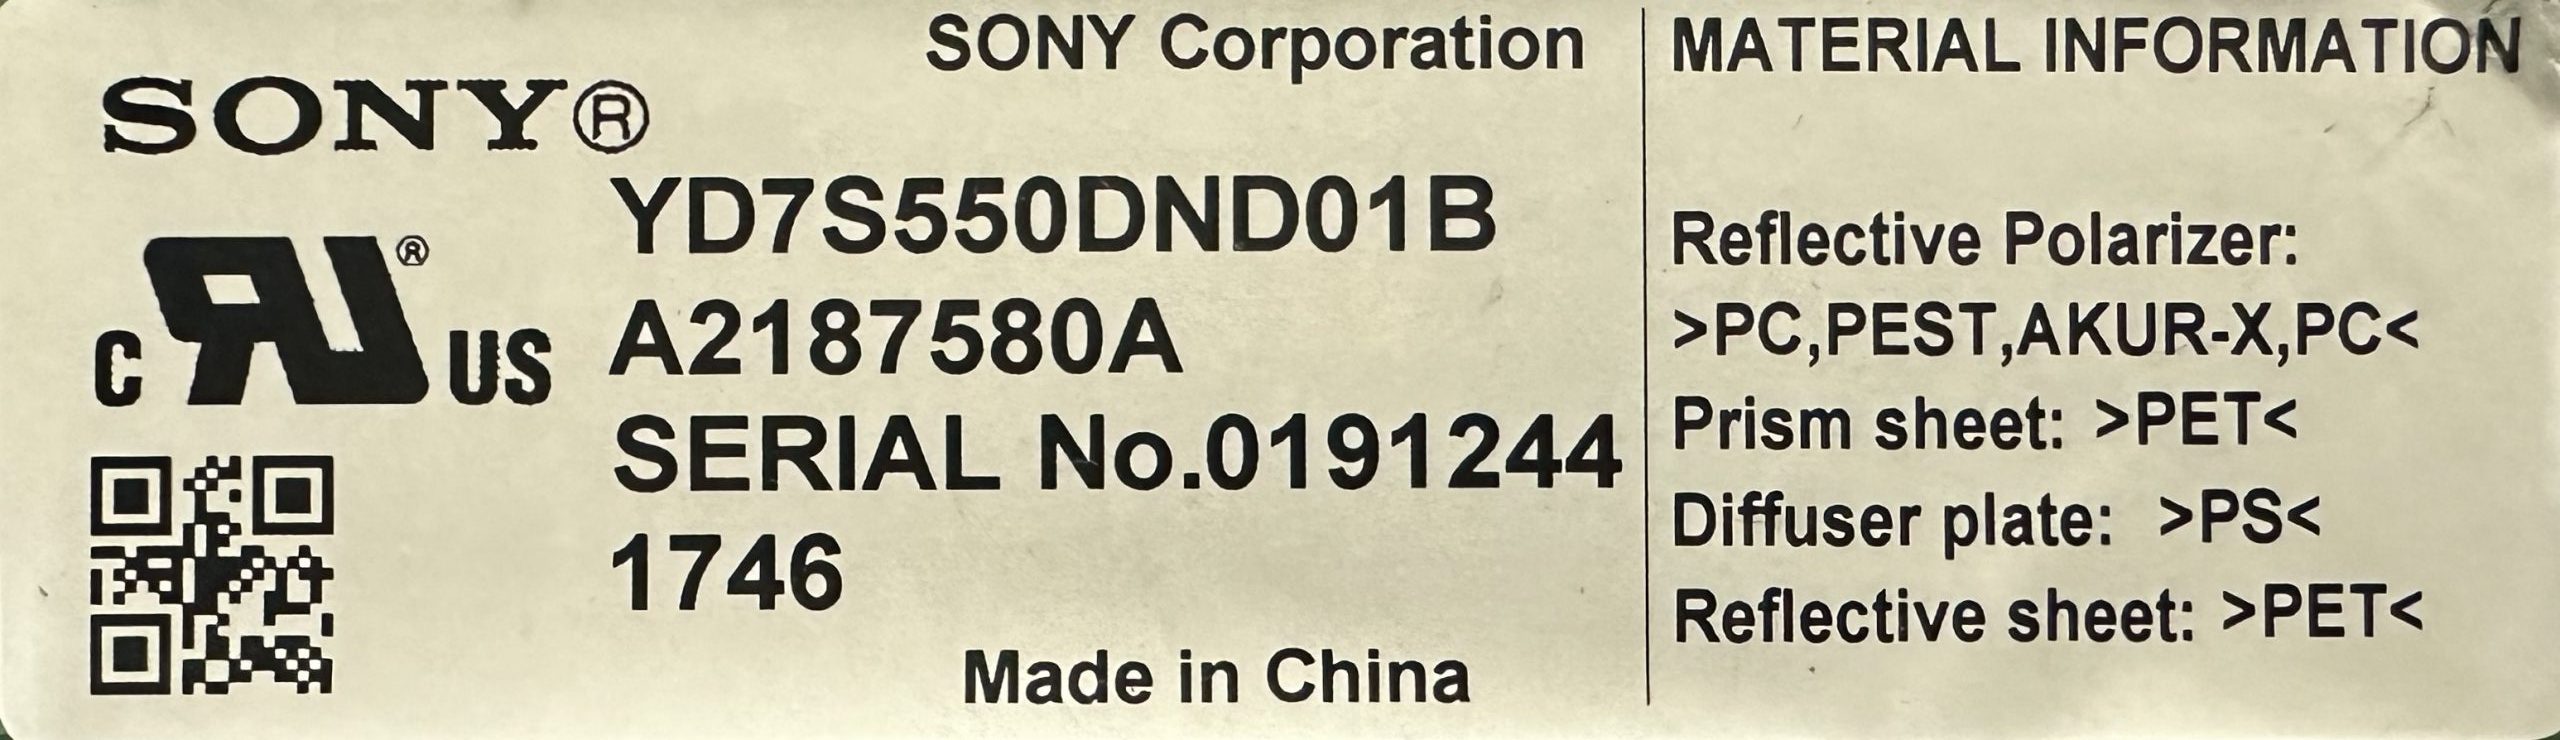 SONY Corporation
SONY®
YD7S550DND01B
A2187580A
C RU® US
SERIAL No.0191244
1746
Made in China
MATERIAL INFORMATION
Reflective Polarizer:
>PC,PEST,AKUR-X,PC<
Prism sheet: >PET<
Diffuser plate: >PS<
Reflective sheet: >PET<